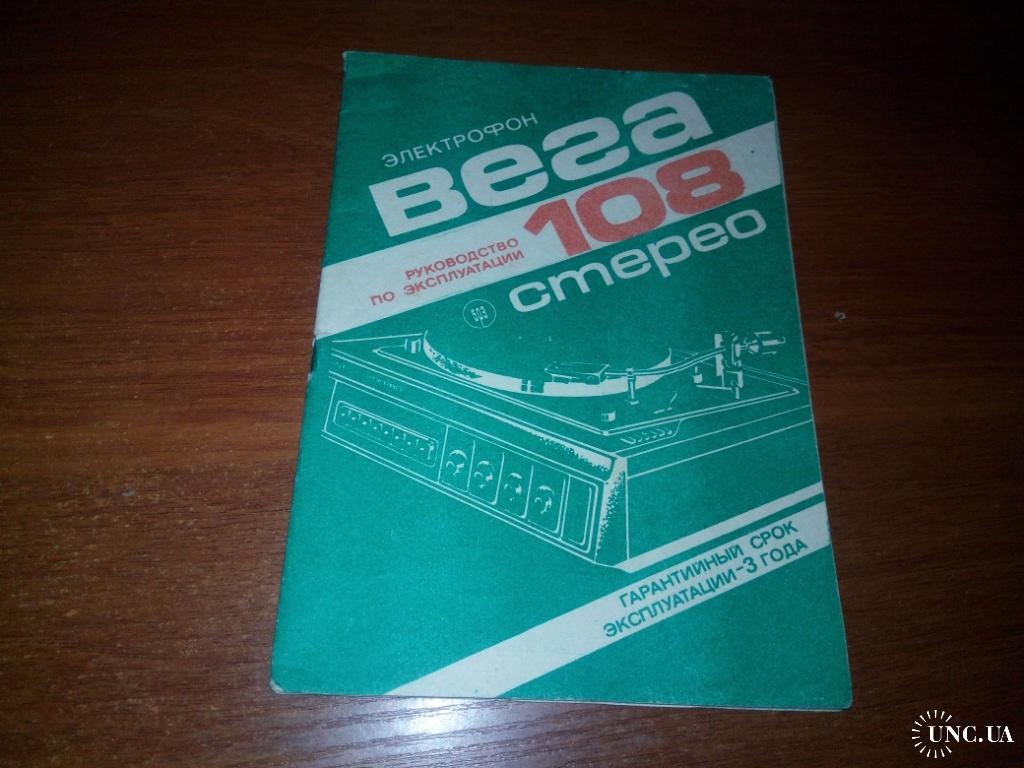 ЭЛЕКТРОФОН
Вега
108
стерео
РУКОВОДСТВО
ПО ЭКСПЛУАТАЦИИ
ГАРАНТИЙНЫЙ СРОК
ЭКСПЛУАТАЦИИ-3 ГОДА
UNC.UA